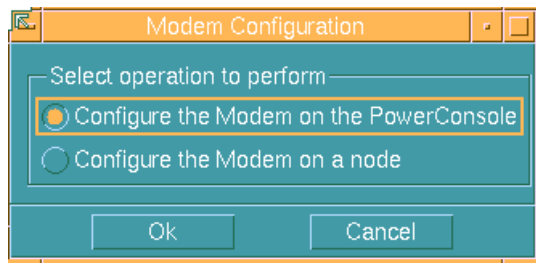 Modem Configuration
Select operation to perform
Configure the Modem on the PowerConsole
Configure the Modem on a node
Ok Cancel